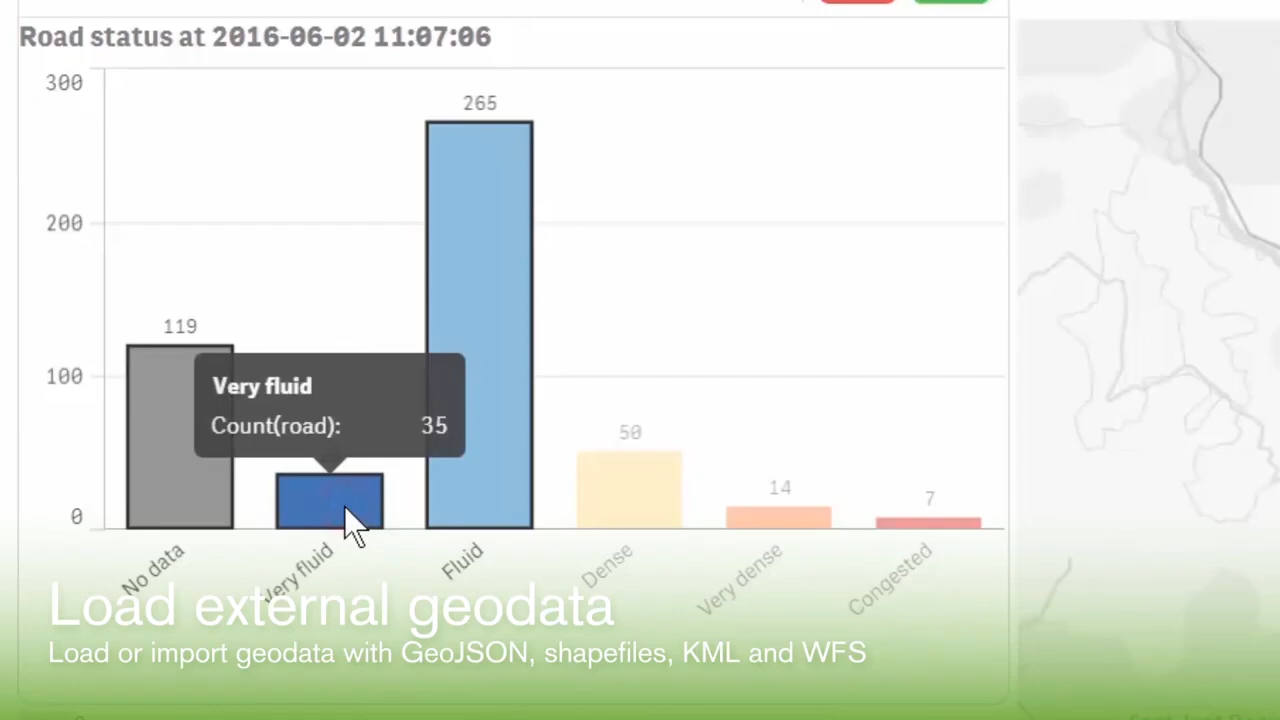 Road status at 2016-06-02 11:07:06
300
265
200
119
100
Very fluid
Count(road): 35
50
14
7
0
No data
Very fluid
Fluid
Dense
Very dense
Congested
Load external geodata
Load or import geodata with GeoJSON, shapefiles, KML and WFS